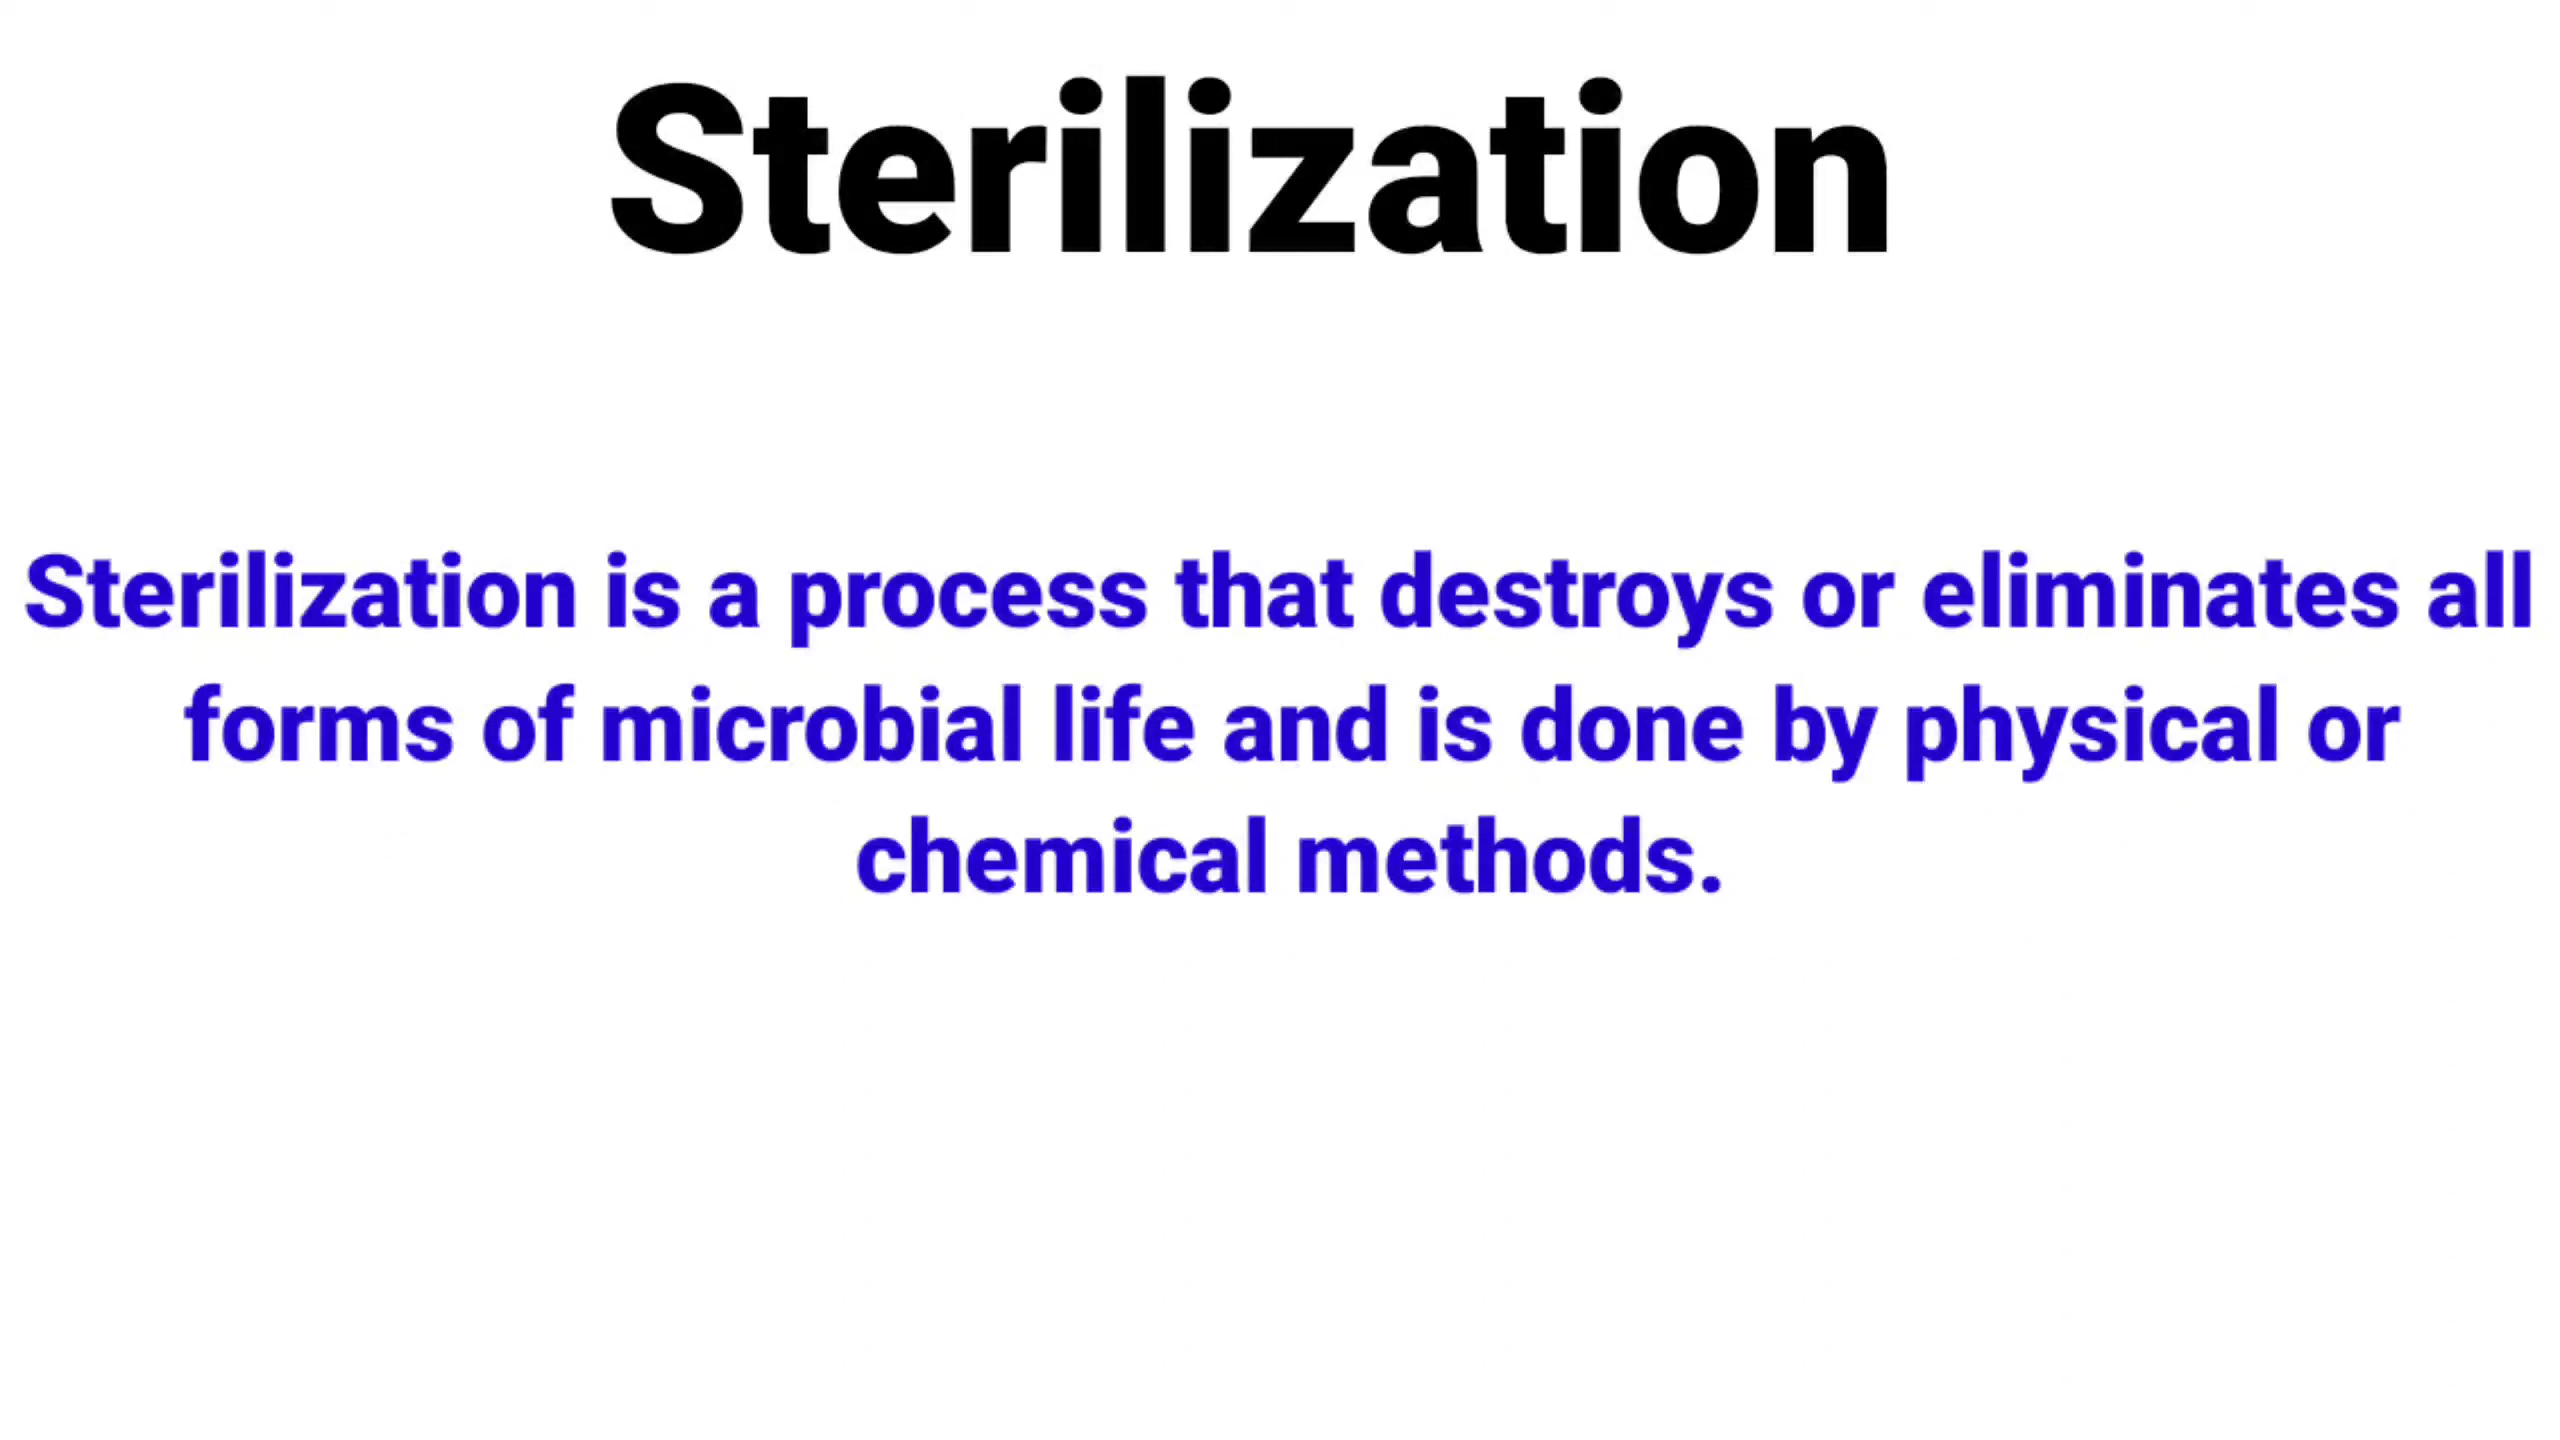 Sterilization
Sterilization is a process that destroys or eliminates all
forms of microbial life and is done by physical or
chemical methods.